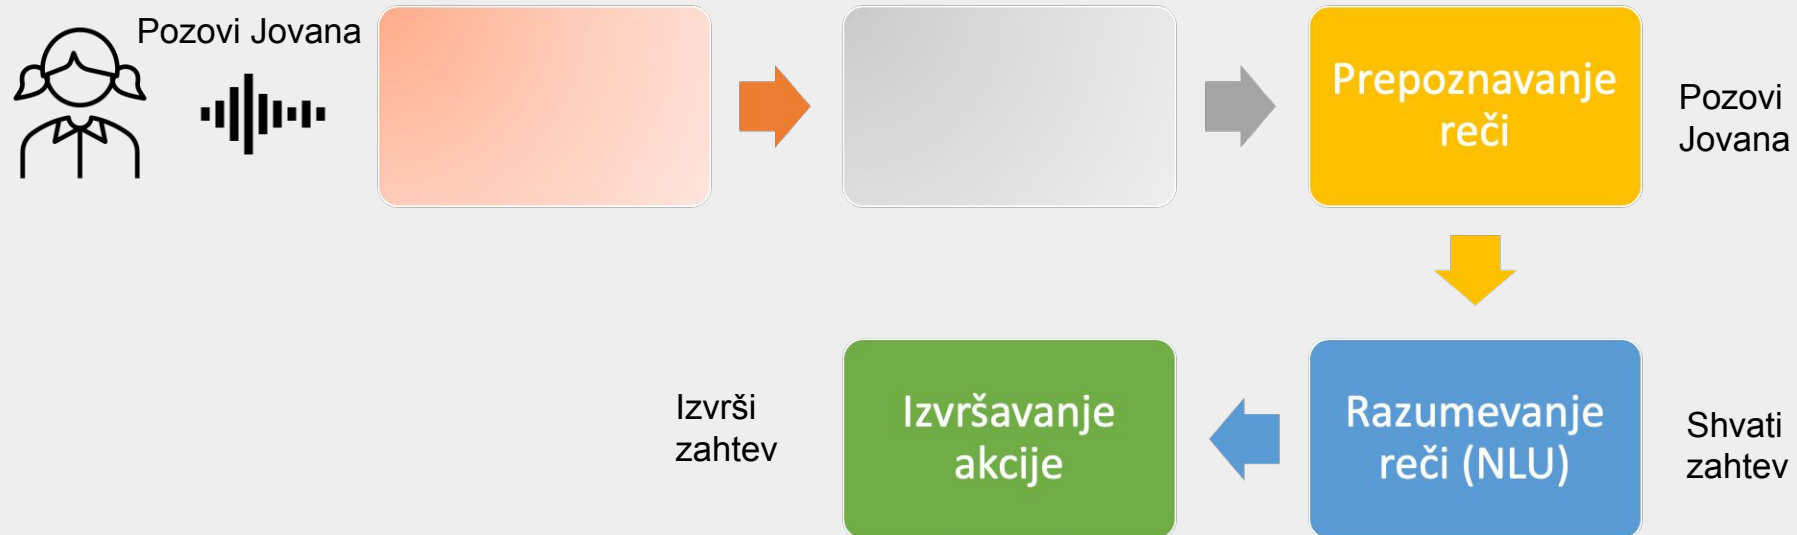 Pozovi Jovana
Prepoznavanje
reči
Pozovi
Jovana
Izvrši
zahtev
Izvršavanje
akcije
Razumevanje
reči (NLU)
Shvati
zahtev